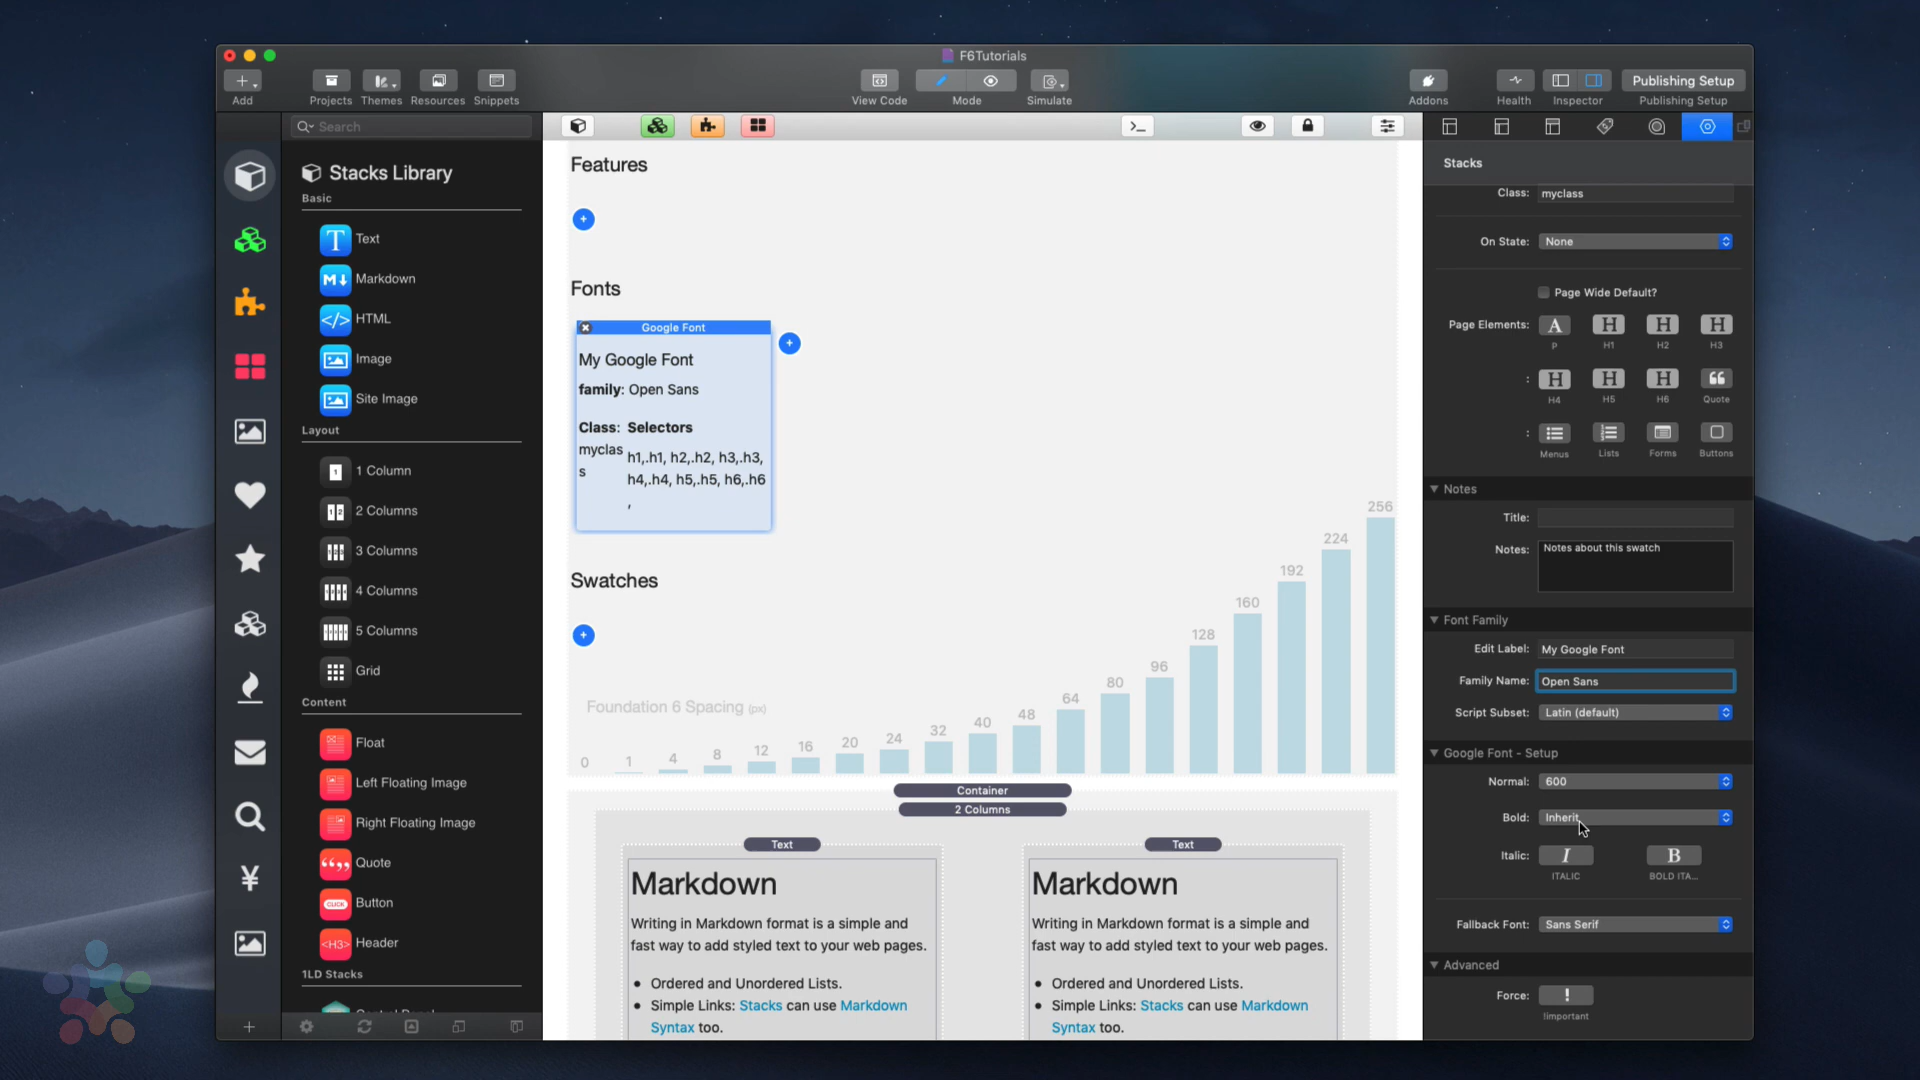 F6Tutorials
Add
Projects
Themes
Resources
Snippets
View Code
Mode
Simulate
Addons
Health
Inspector
Publishing Setup
Publishing Setup
Search
Stacks Library
Basic
Text
Markdown
HTML
Image
Site Image
Layout
1 Column
2 Columns
3 Columns
4 Columns
5 Columns
Grid
Content
Float
Left Floating Image
Right Floating Image
Quote
Button
Header
1LD Stacks
Features
Fonts
Google Font
My Google Font
family: Open Sans
Class: Selectors
myclas
s
h1,.h1, h2,.h2, h3,.h3,
h4,.h4, h5,.h5, h6,.h6
,
Swatches
Foundation 6 Spacing (px)
0 1 4 8 12 16 20 24 32 40 48 64 80 96 128 160 192 224 256
Container
2 Columns
Text
Markdown
Writing in Markdown format is a simple and
fast way to add styled text to your web pages.
Ordered and Unordered Lists.
Simple Links: Stacks can use Markdown
Syntax too.
Text
Markdown
Writing in Markdown format is a simple and
fast way to add styled text to your web pages.
Ordered and Unordered Lists.
Simple Links: Stacks can use Markdown
Syntax too.
Stacks
Class: myclass
On State: None
Page Wide Default?
Page Elements:
P H1 H2 H3
:
H4 H5 H6 Quote
:
Menus Lists Forms Buttons
Notes
Title:
Notes: Notes about this swatch
Font Family
Edit Label: My Google Font
Family Name: Open Sans
Script Subset: Latin (default)
Google Font - Setup
Normal: 600
Bold: Inherit
Italic: I B
ITALIC BOLD ITA...
Fallback Font: Sans Serif
Advanced
Force: !
!important